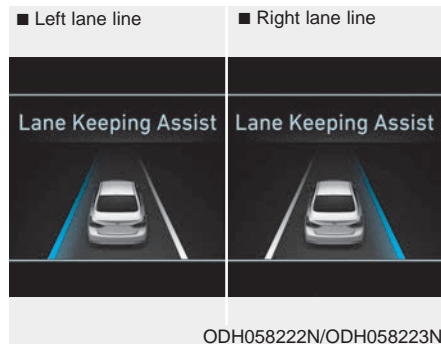 ■ Left lane line
■ Right lane line
Lane Keeping Assist
Lane Keeping Assist
ODH058222N/ODH058223N